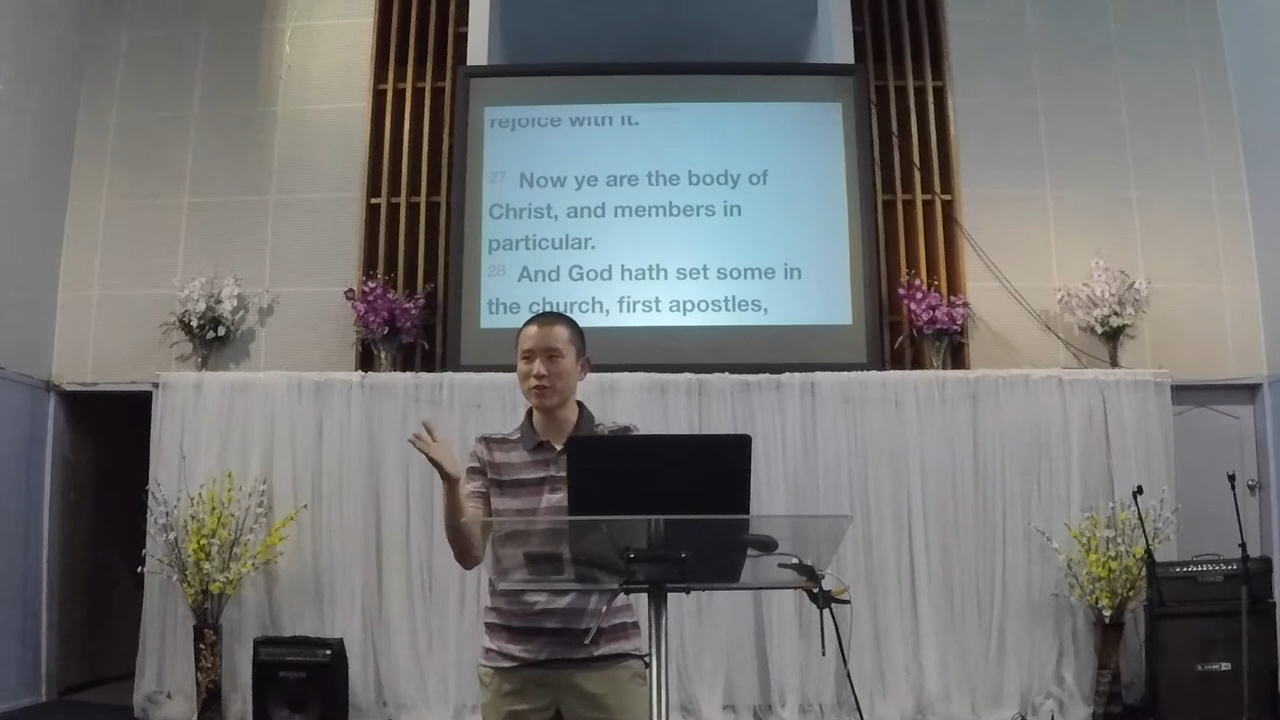 rejoice with it.
27 Now ye are the body of
Christ, and members in
particular.
28 And God hath set some in
the church, first apostles,